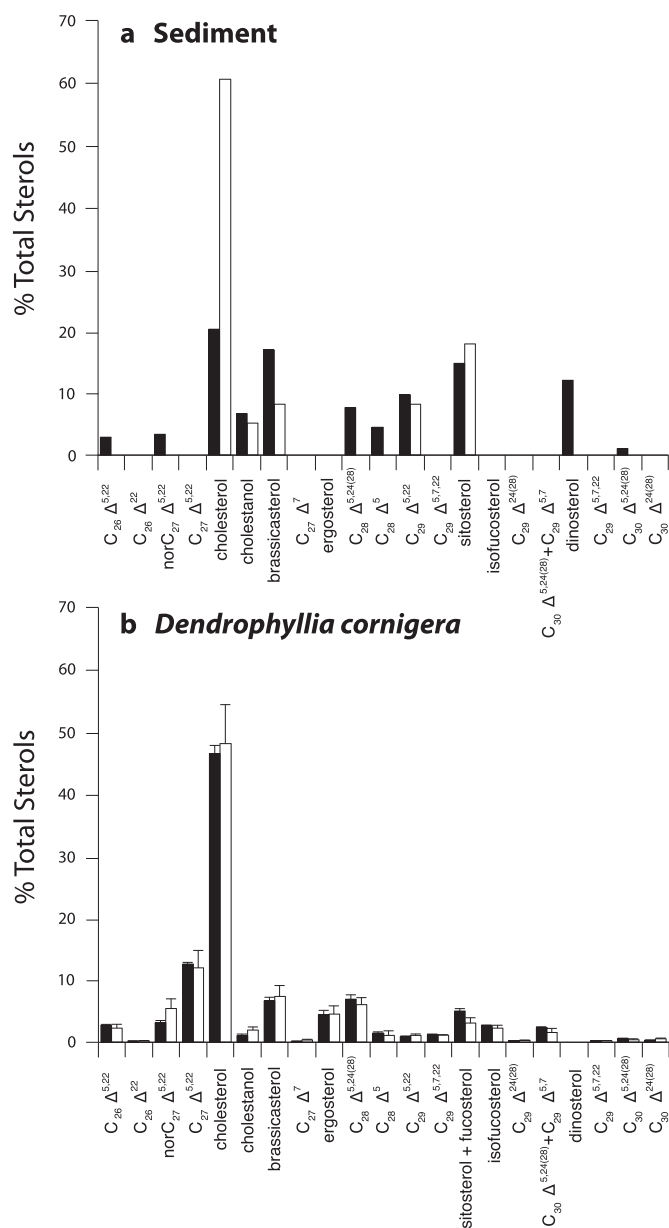 a Sediment
% Total Sterols
70
60
50
40
30
20
10
0
C26 Δ5,22
C26 Δ22
norC27 Δ5,22
C27 Δ5,22
cholesterol
cholestanol
brassicasterol
C27 Δ7
ergosterol
C28 Δ5,24(28)
C28 Δ5
C29 Δ5,22
C29 Δ5,7,22
sitosterol
isofucosterol
C29 Δ24(28)
C30 Δ5,24(28)+C29 Δ5,7
dinosterol
C29 Δ5,7,22
C30 Δ5,24(28)
C30 Δ24(28)
b Dendrophyllia cornigera
% Total Sterols
70
60
50
40
30
20
10
0
C26 Δ5,22
C26 Δ22
norC27 Δ5,22
C27 Δ5,22
cholesterol
cholestanol
brassicasterol
C27 Δ7
ergosterol
C28 Δ5,24(28)
C28 Δ5
C29 Δ5,22
C29 Δ5,7,22
sitosterol + fucosterol
isofucosterol
C29 Δ24(28)
C30 Δ5,24(28)+C29 Δ5,7
dinosterol
C29 Δ5,7,22
C30 Δ5,24(28)
C30 Δ24(28)